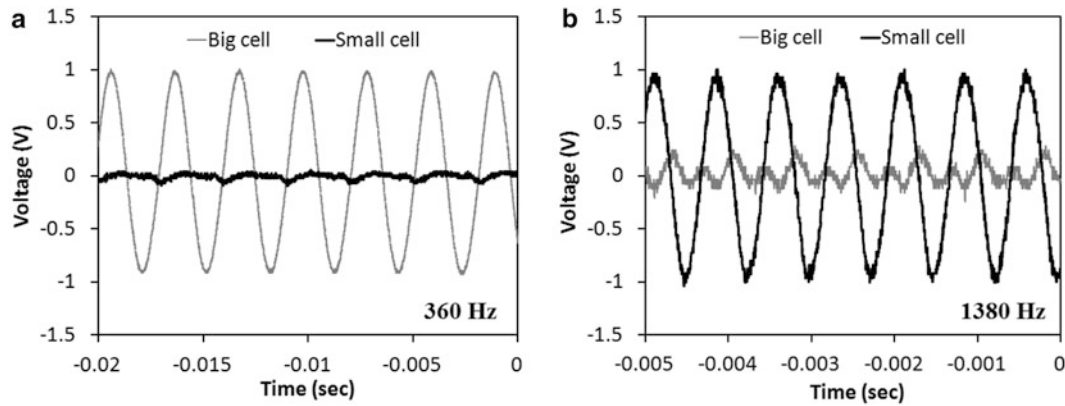 a
1.5
1
0.5
0
-0.5
-1
-1.5
Voltage (V)
Big cell
Small cell
360 Hz
-0.02
-0.015
-0.01
-0.005
0
Time (sec)
b
1.5
1
0.5
0
-0.5
-1
-1.5
Voltage (V)
Big cell
Small cell
1380 Hz
-0.005
-0.004
-0.003
-0.002
-0.001
0
Time (sec)